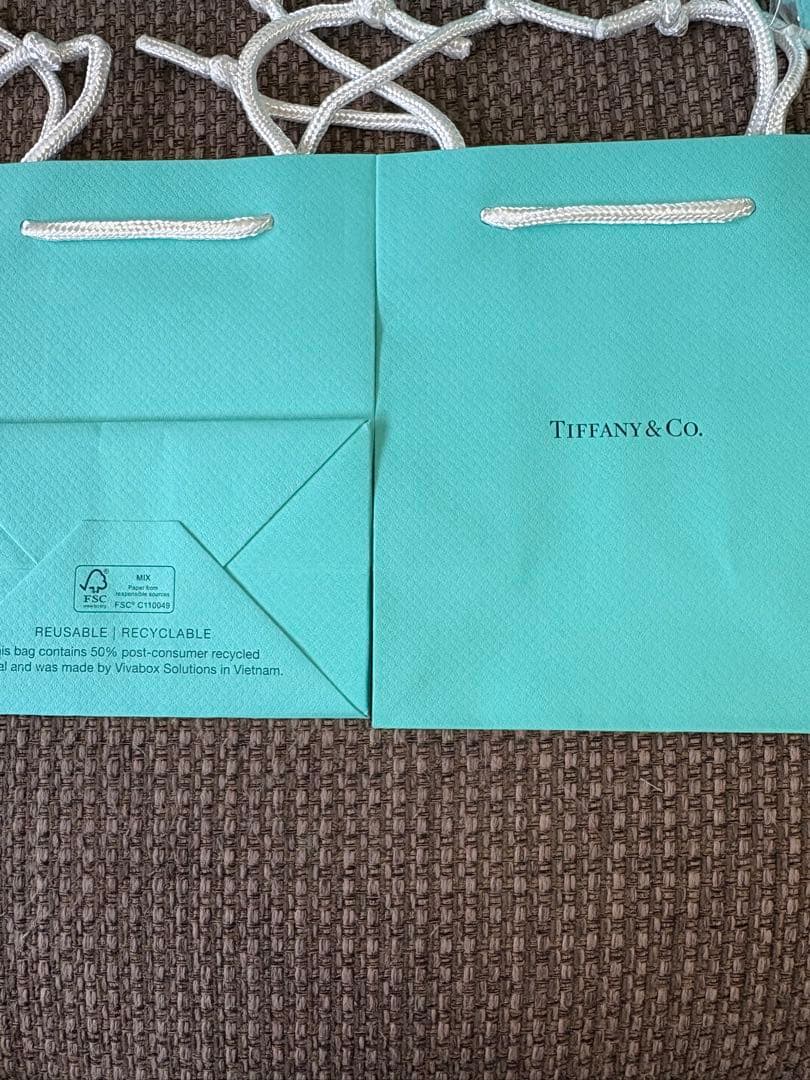 TIFFANY & CO.
MIX
Paper from
responsible sources
FSC® C110049
FSC
REUSABLE | RECYCLABLE
bag contains 50% post-consumer recycled
and was made by Vivabox Solutions in Vietnam.